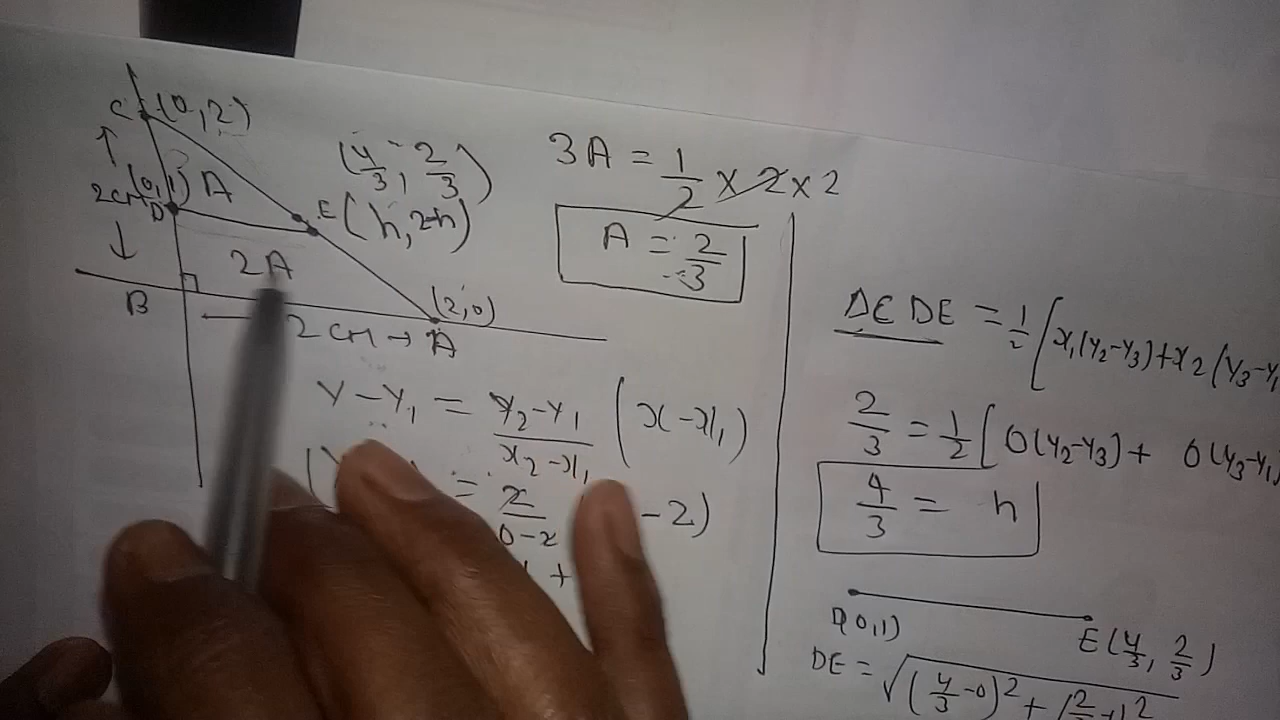 C (0,2)
(4/3, 2/3)
3A = 1/2 × 2 × 2
2cm (0,1) A
D
E (h, 2-h)
A = 2/3
2A
B
(2,0)
2 cm → A
Y - Y₁ = Y₂-Y₁/x₂-x₁ (x - x₁)
= 2/0-2 -2)
+
DE = 1/2 [x₁(y₂-y₃)+x₂(y₃-y₁
2/3 = 1/2 [0(y₂-y₃)+ 0(y₃-y₁)
4/3 = h
D(0,1)
E(4/3, 2/3)
DE = √(4/3-0)² + (2/3-1)²